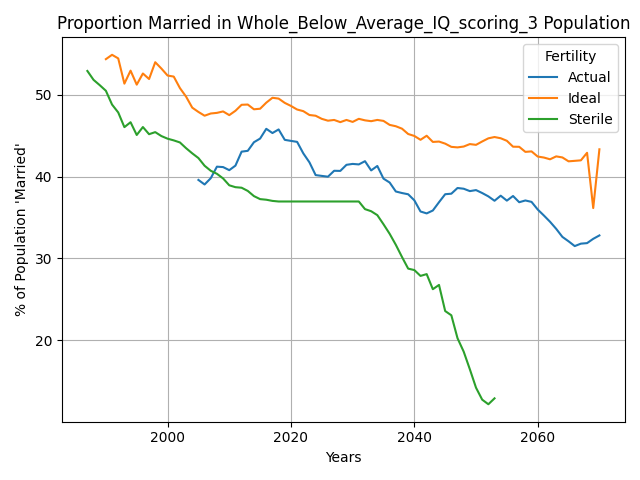 Proportion Married in Whole_Below_Average_IQ_scoring_3 Population
Fertility
Actual
Ideal
Sterile
% of Population 'Married'
50
40
30
20
2000
2020
2040
2060
Years